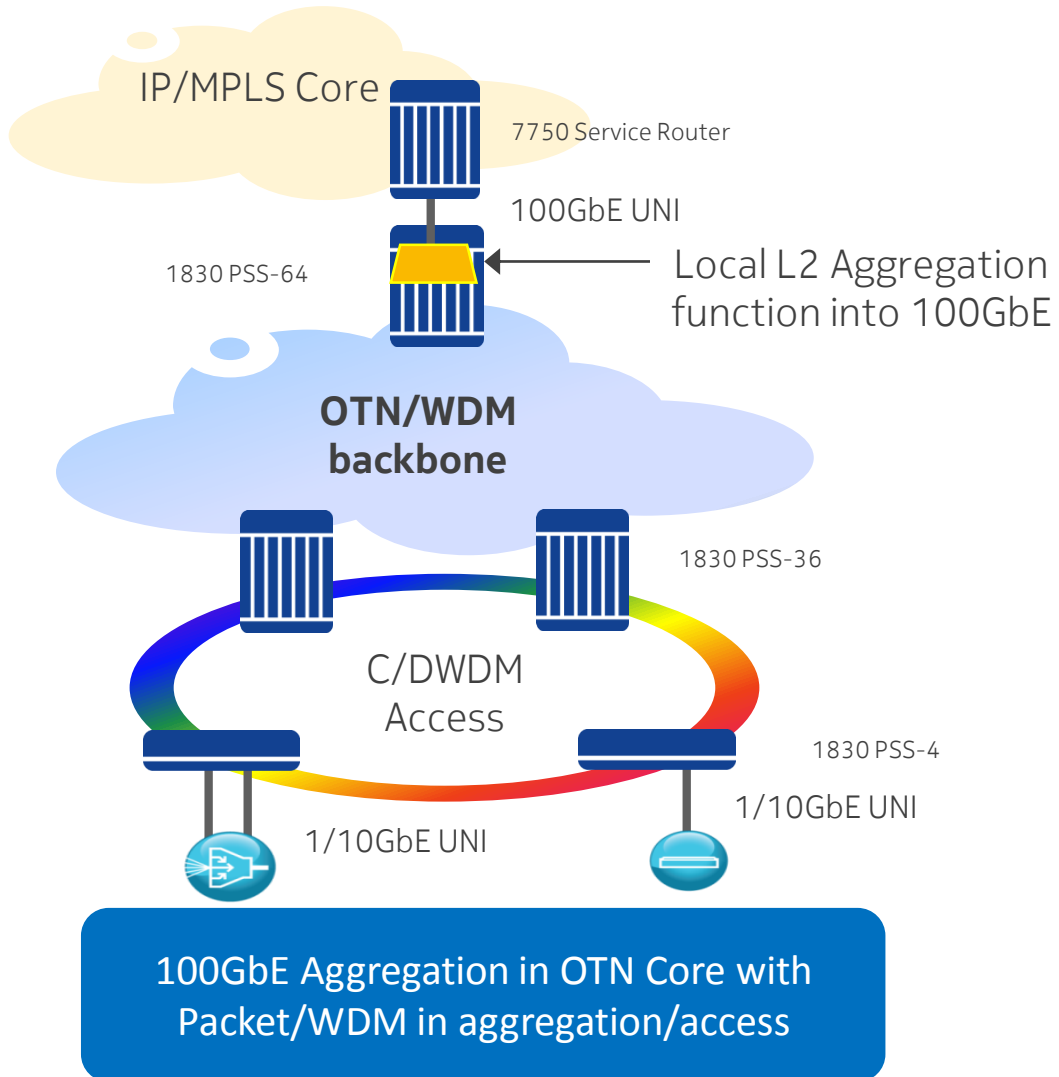 IP/MPLS Core
7750 Service Router
100GbE UNI
1830 PSS-64
Local L2 Aggregation
function into 100GbE
OTN/WDM
backbone
1830 PSS-36
C/DWDM
Access
1830 PSS-4
1/10GbE UNI
1/10GbE UNI
100GbE Aggregation in OTN Core with
Packet/WDM in aggregation/access